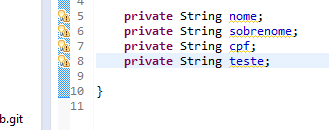 4
5 private String nome;
6 private String sobrenome;
7 private String cpf;
8 private String teste;
9
10 }
11
b.git